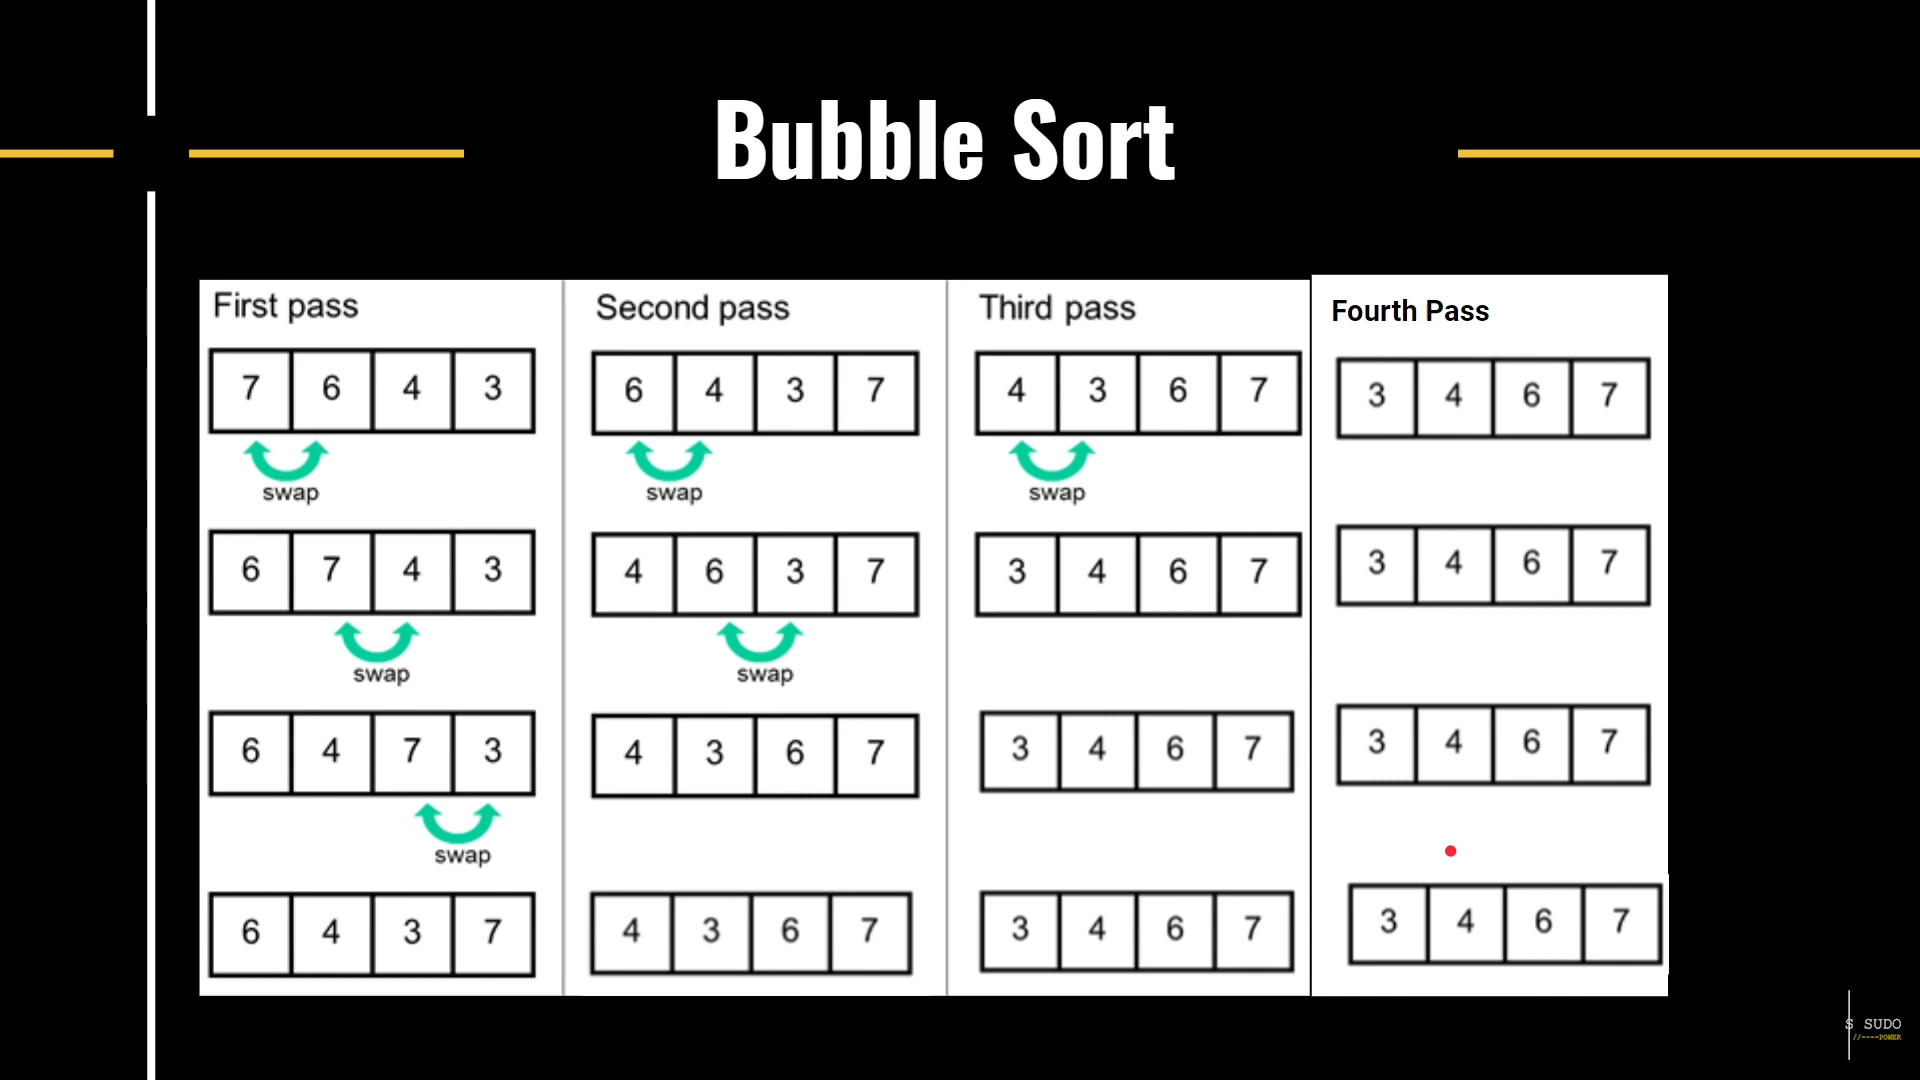 Bubble Sort
First pass
7 6 4 3
swap
6 7 4 3
swap
6 4 7 3
swap
6 4 3 7
Second pass
6 4 3 7
swap
4 6 3 7
swap
4 3 6 7
4 3 6 7
Third pass
4 3 6 7
swap
3 4 6 7
3 4 6 7
3 4 6 7
Fourth Pass
3 4 6 7
3 4 6 7
3 4 6 7
3 4 6 7
S SUDO
//----POWER